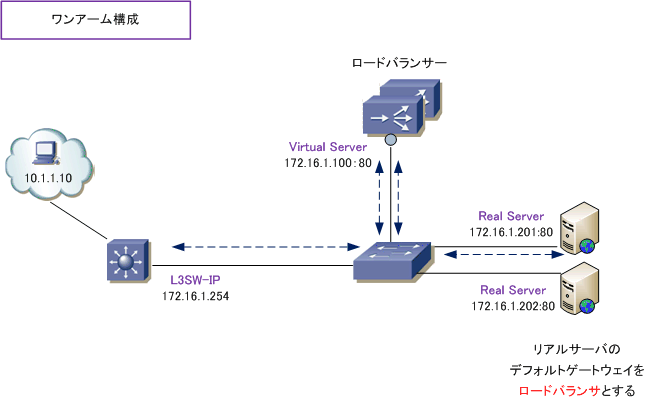 ワンアーム構成
ロードバランサー
Virtual Server
172.16.1.100:80
10.1.1.10
Real Server
172.16.1.201:80
L3SW-IP
172.16.1.254
Real Server
172.16.1.202:80
リアルサーバの
デフォルトゲートウェイを
ロードバランサとする